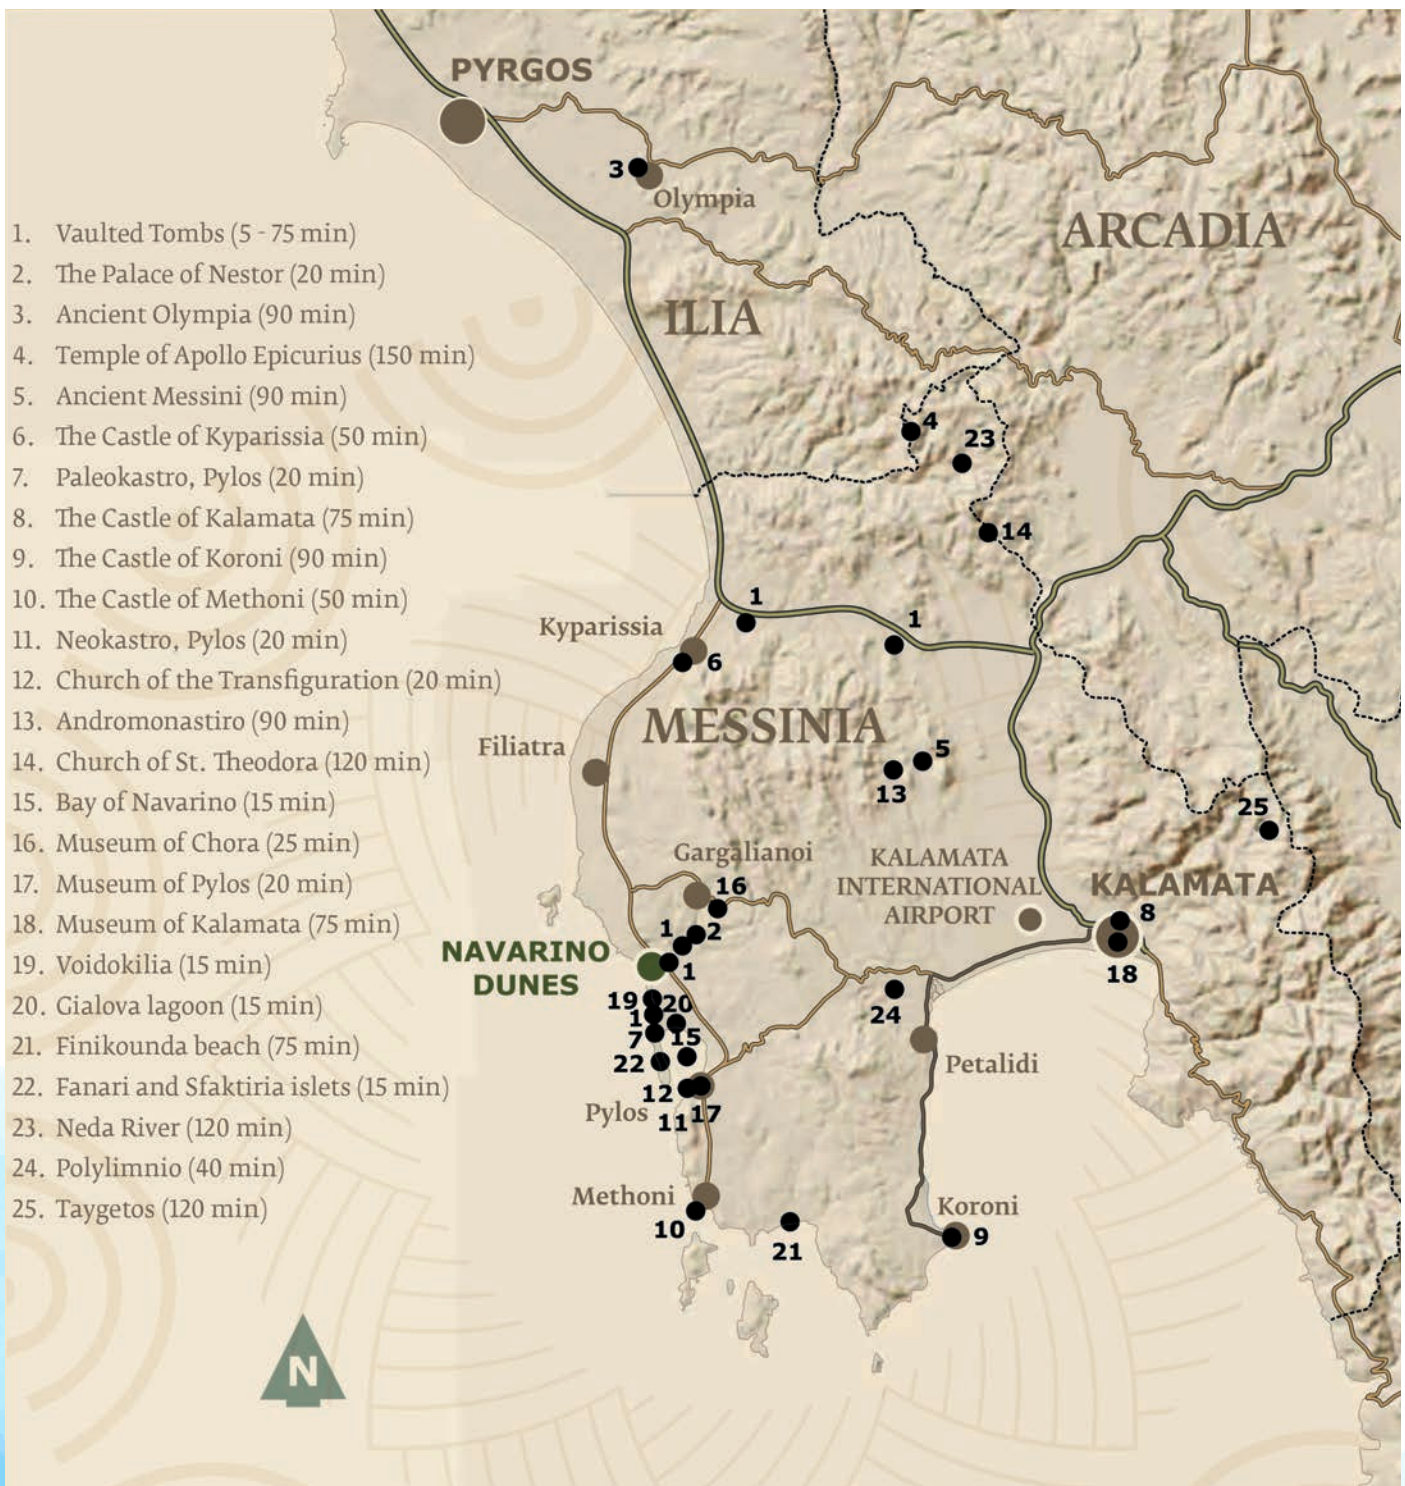 PYRGOS
3
Olympia
ARCADIA
ILIA
1. Vaulted Tombs (5 - 75 min)
2. The Palace of Nestor (20 min)
3. Ancient Olympia (90 min)
4. Temple of Apollo Epicurius (150 min)
5. Ancient Messini (90 min)
6. The Castle of Kyparissia (50 min)
7. Paleokastro, Pylos (20 min)
8. The Castle of Kalamata (75 min)
9. The Castle of Koroni (90 min)
10. The Castle of Methoni (50 min)
11. Neokastro, Pylos (20 min)
12. Church of the Transfiguration (20 min)
13. Andromonastiro (90 min)
14. Church of St. Theodora (120 min)
15. Bay of Navarino (15 min)
16. Museum of Chora (25 min)
17. Museum of Pylos (20 min)
18. Museum of Kalamata (75 min)
19. Voidokilia (15 min)
20. Gialova lagoon (15 min)
21. Finikounda beach (75 min)
22. Fanari and Sfaktiria islets (15 min)
23. Neda River (120 min)
24. Polylimnio (40 min)
25. Taygetos (120 min)
4
23
14
1
1
Kyparissia
6
MESSINIA
Filiatra
5
13
25
Gargalianoi
KALAMATA
INTERNATIONAL
AIRPORT
KALAMATA
16
8
1
2
NAVARINO
DUNES
1
18
19
20
1
24
7
15
22
Petalidi
12
Pylos
11
17
Methoni
10
21
Koroni
9
N